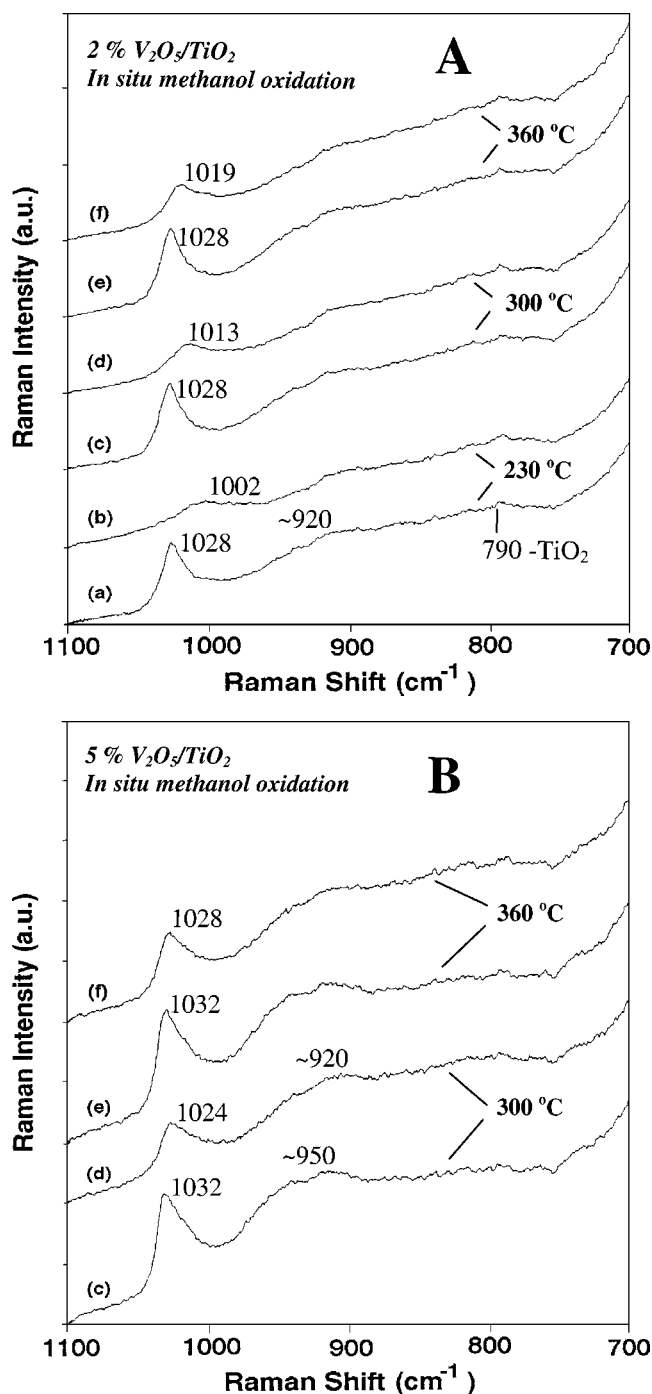 2 % V₂O₅/TiO₂
In situ methanol oxidation
A
360 °C
1019
(f)
1028
(e)
300 °C
1013
(d)
1028
(c)
230 °C
1002
(b)
~920
1028
790 -TiO₂
(a)
1100 1000 900 800 700
Raman Shift (cm⁻¹ )
Raman Intensity (a.u.)
5 % V₂O₅/TiO₂
In situ methanol oxidation
B
1028
360 °C
(f)
1032
(e)
~920
1024
300 °C
(d)
~950
1032
(c)
1100 1000 900 800 700
Raman Shift (cm⁻¹ )
Raman Intensity (a.u.)